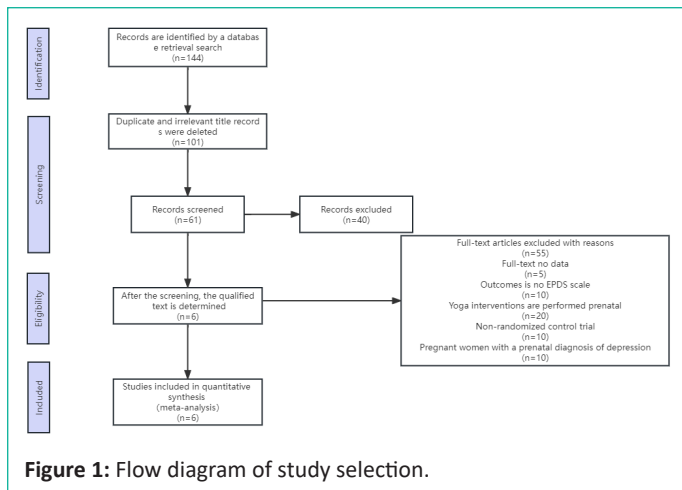 Identification
Records are identified by a databas
e retrieval search
(n=144)
Duplicate and irrelevant title record
s were deleted
(n=101)
Screening
Records screened
(n=61)
Records excluded
(n=40)
Full-text articles excluded with reasons
(n=55)
Full-text no data
(n=5)
Outcomes is no EPDS scale
(n=10)
Yoga interventions are performed prenatal
(n=20)
Non-randomized control trial
(n=10)
Pregnant women with a prenatal diagnosis of depression
(n=10)
Eligibility
After the screening, the qualified
text is determined
(n=6)
Included
Studies included in quantitative
synthesis
(meta-analysis)
(n=6)
Figure 1: Flow diagram of study selection.